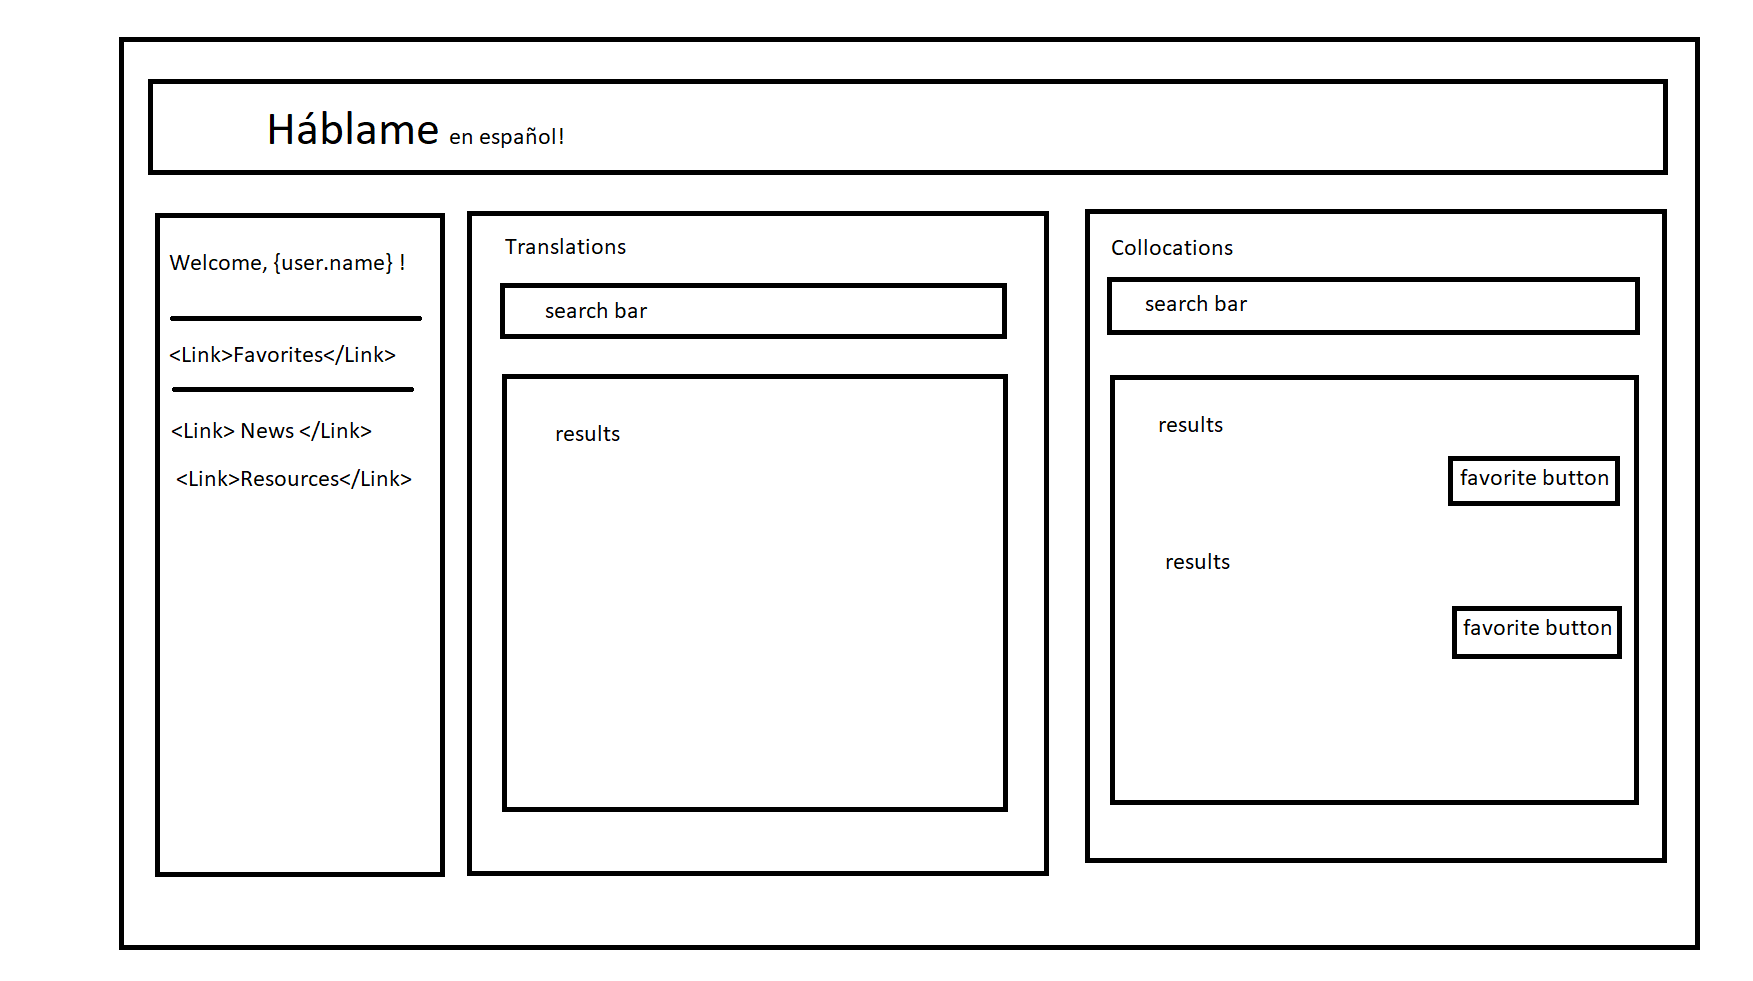 Háblame en español!
Welcome, {user.name} !
<Link>Favorites</Link>
<Link> News </Link>
<Link>Resources</Link>
Translations
search bar
results
Collocations
search bar
results
favorite button
results
favorite button